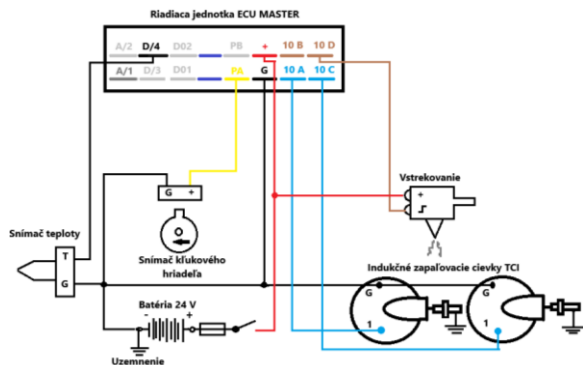 Riadiaca jednotka ECU MASTER
A/2 D/4 D02 PB + 10 B 10 D
A/1 D/3 D01 PA G 10 A 10 C
G +
Vstrekovanie
+
Snímač teploty
T
G
Snímač kľukového
hriadeľa
Indukčné zapaľovacie cievky TCI
G
1
G
1
Batéria 24 V
- +
Uzemnenie